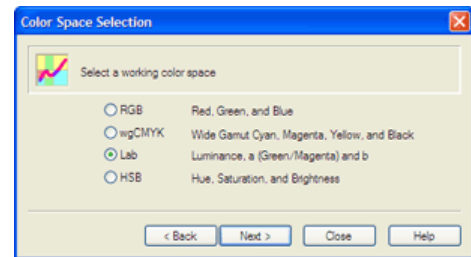 Color Space Selection
Select a working color space
RGB Red, Green, and Blue
wgCMYK Wide Gamut Cyan, Magenta, Yellow, and Black
Lab Luminance, a (Green/Magenta) and b
HSB Hue, Saturation, and Brightness
< Back Next > Close Help